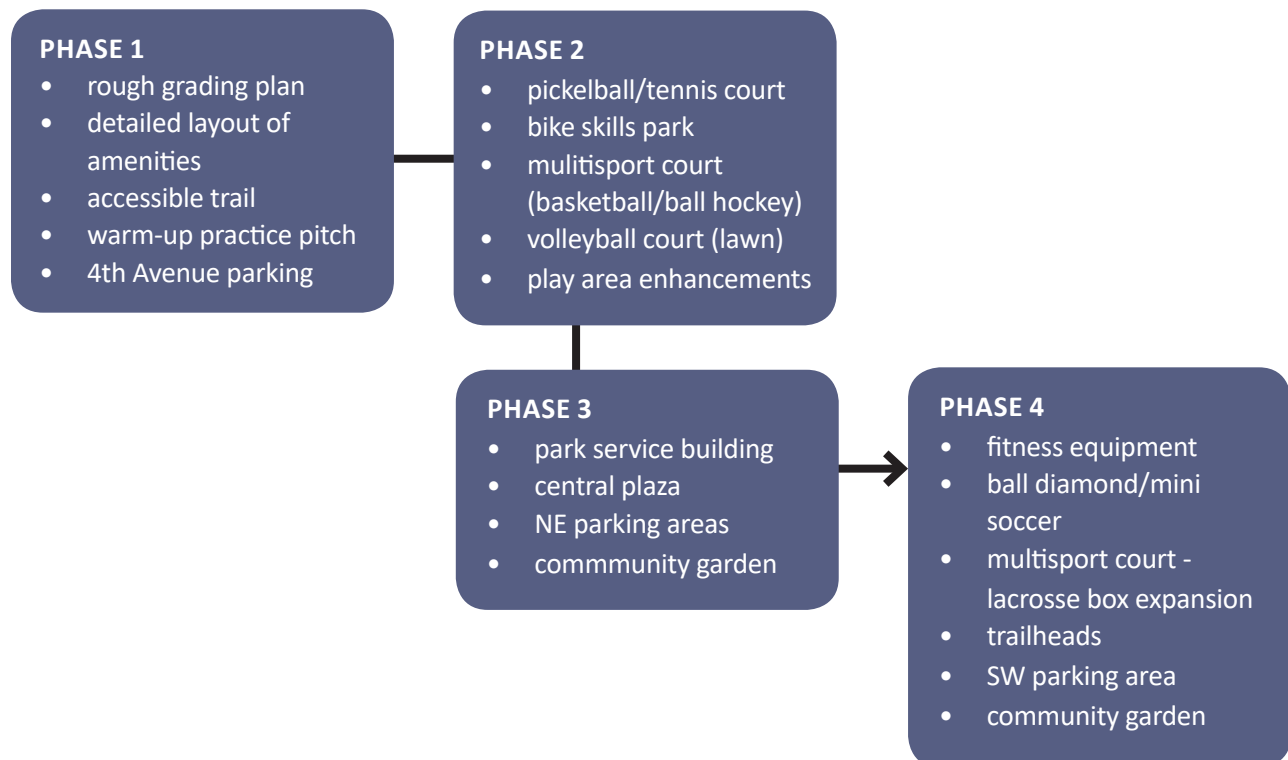 PHASE 1
• rough grading plan
• detailed layout of
amenities
• accessible trail
• warm-up practice pitch
• 4th Avenue parking
PHASE 2
• pickelball/tennis court
• bike skills park
• mulitisport court
(basketball/ball hockey)
• volleyball court (lawn)
• play area enhancements
PHASE 3
• park service building
• central plaza
• NE parking areas
• commmunity garden
PHASE 4
• fitness equipment
• ball diamond/mini
soccer
• multisport court -
lacrosse box expansion
• trailheads
• SW parking area
• community garden